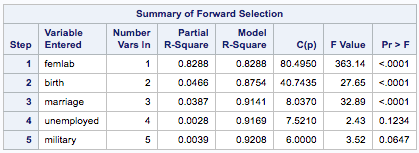 Summary of Forward Selection
Step Variable Entered Number Vars In Partial R-Square Model R-Square C(p) F Value Pr > F
1 femlab 1 0.8288 0.8288 80.4950 363.14 <.0001
2 birth 2 0.0466 0.8754 40.7435 27.65 <.0001
3 marriage 3 0.0387 0.9141 8.0370 32.89 <.0001
4 unemployed 4 0.0028 0.9169 7.5210 2.43 0.1234
5 military 5 0.0039 0.9208 6.0000 3.52 0.0647